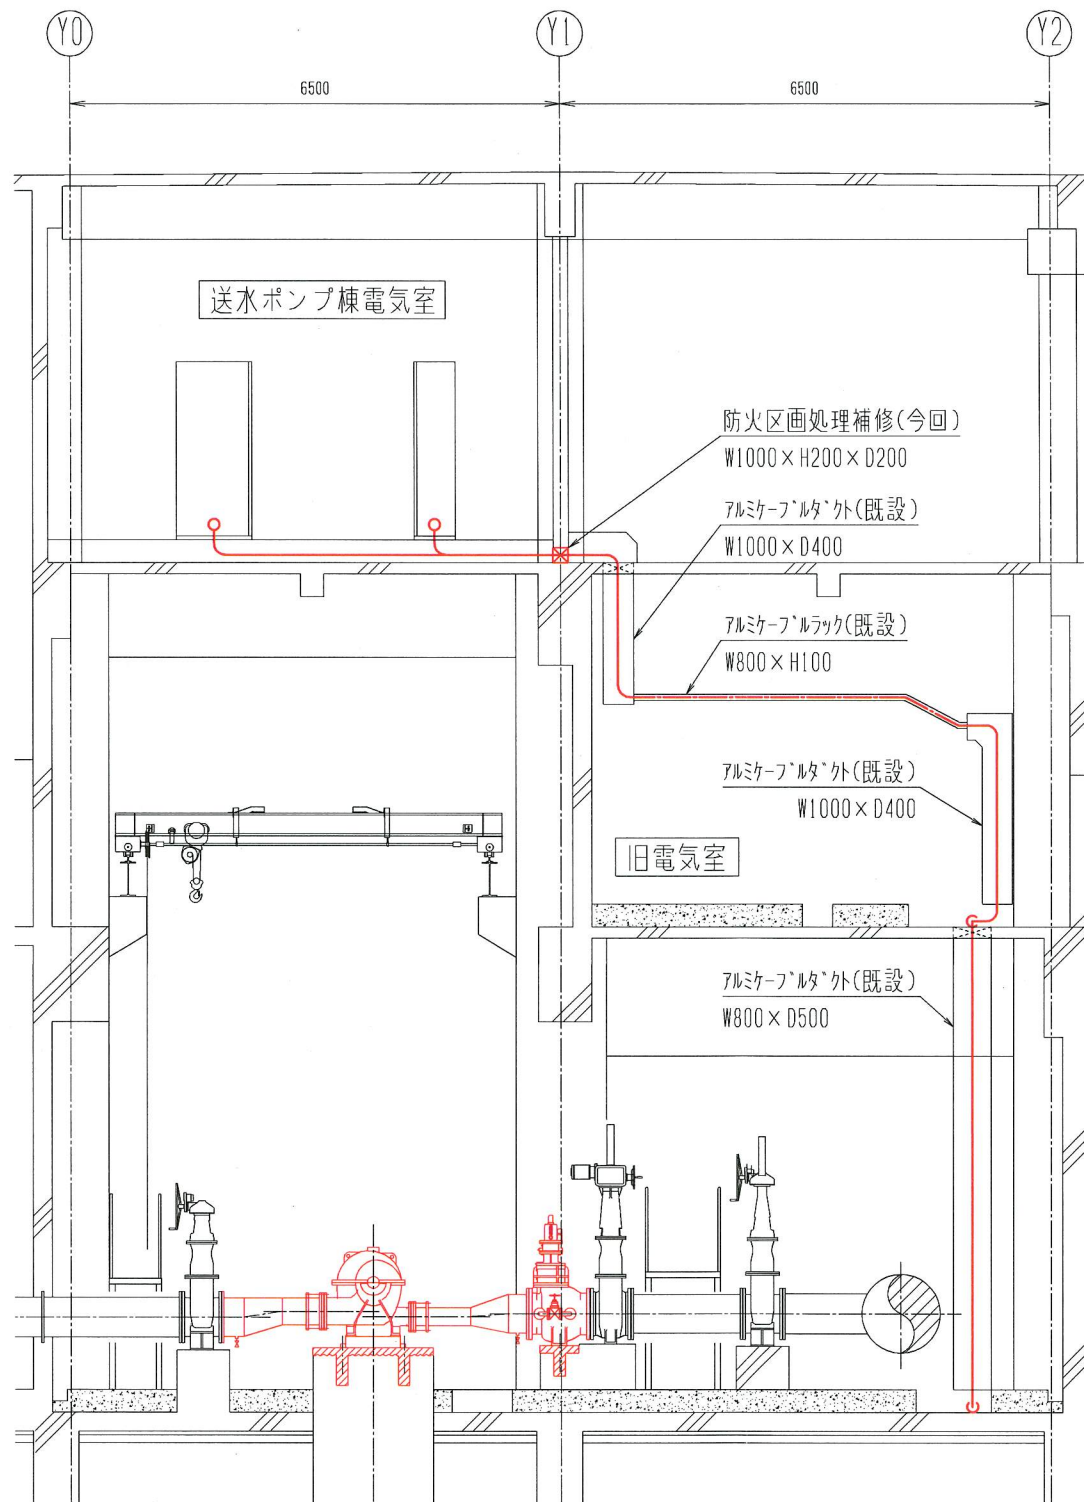 Y0
Y1
Y2
6500
6500
送水ポンプ棟電気室
防火区画処理補修(今回)
W1000×H200×D200
アルミケーブルダクト(既設)
W1000×D400
アルミケーブルラック(既設)
W800×H100
アルミケーブルダクト(既設)
W1000×D400
旧電気室
アルミケーブルダクト(既設)
W800×D500